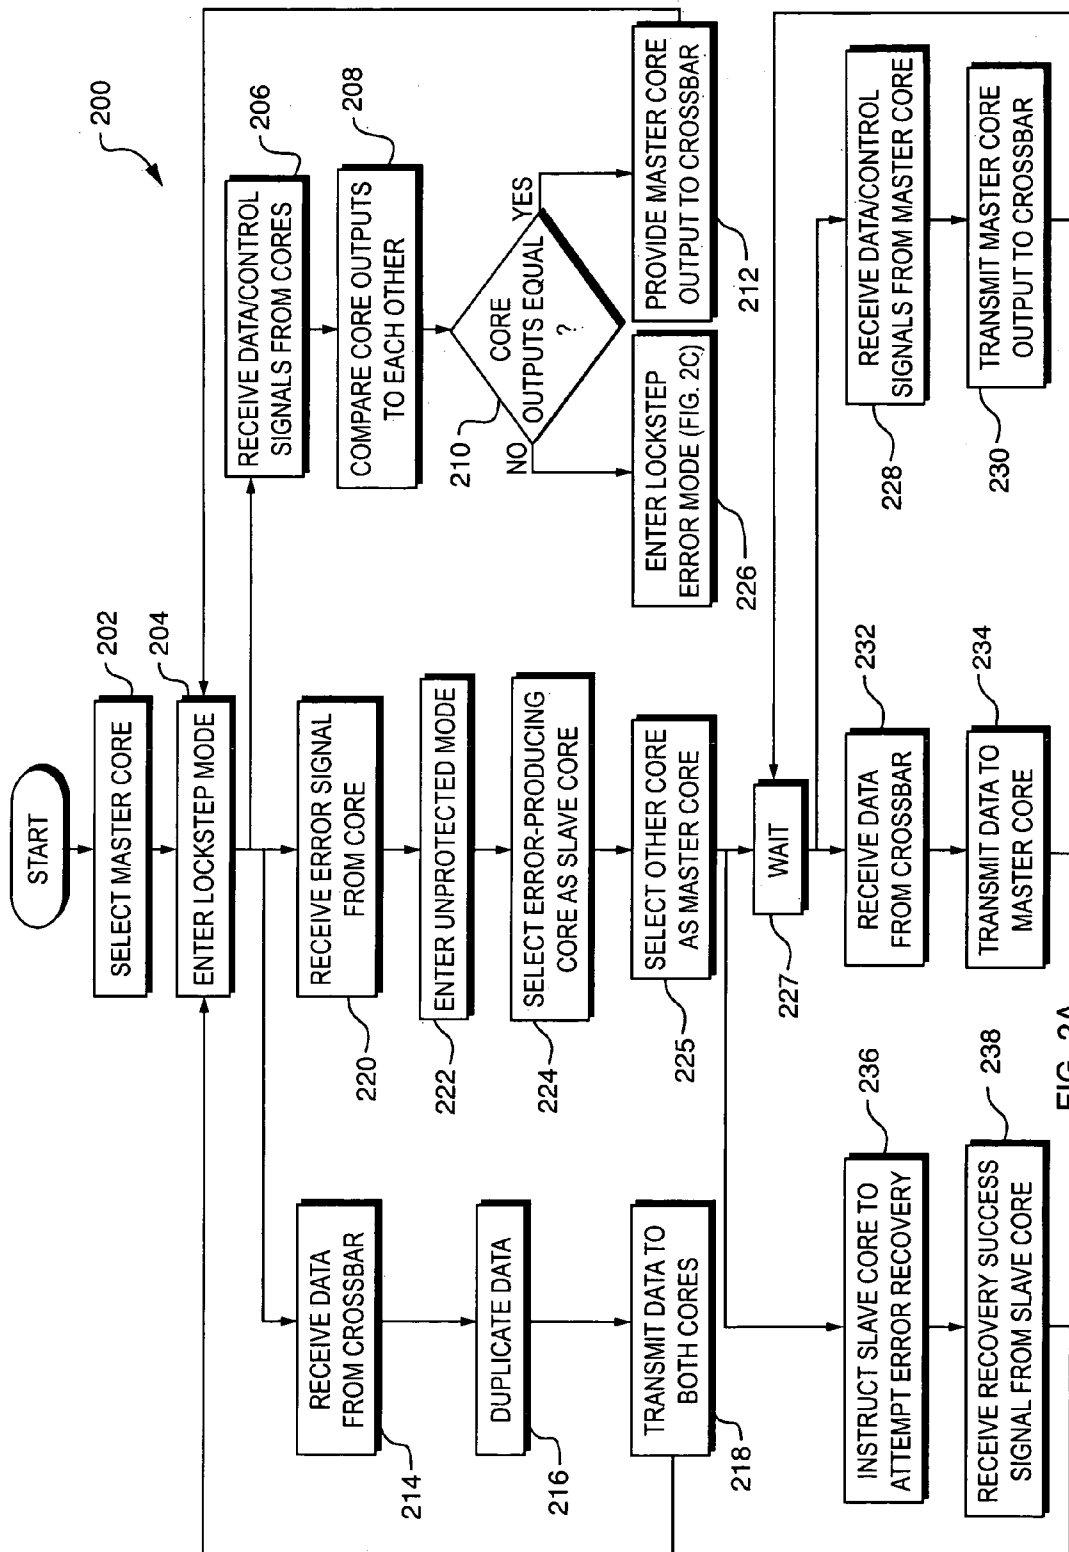 200
START
SELECT MASTER CORE
202
ENTER LOCKSTEP MODE
204
RECEIVE DATA/CONTROL
SIGNALS FROM CORES
206
COMPARE CORE OUTPUTS
TO EACH OTHER
208
CORE
OUTPUTS EQUAL
?
210
YES
NO
PROVIDE MASTER CORE
OUTPUT TO CROSSBAR
212
ENTER LOCKSTEP
ERROR MODE (FIG. 2C)
226
RECEIVE ERROR SIGNAL
FROM CORE
220
ENTER UNPROTECTED MODE
222
SELECT ERROR-PRODUCING
CORE AS SLAVE CORE
224
SELECT OTHER CORE
AS MASTER CORE
225
RECEIVE DATA
FROM CROSSBAR
214
DUPLICATE DATA
216
TRANSMIT DATA TO
BOTH CORES
218
WAIT
227
RECEIVE DATA/CONTROL
SIGNALS FROM MASTER CORE
228
TRANSMIT MASTER CORE
OUTPUT TO CROSSBAR
230
RECEIVE DATA
FROM CROSSBAR
232
TRANSMIT DATA TO
MASTER CORE
234
INSTRUCT SLAVE CORE TO
ATTEMPT ERROR RECOVERY
236
RECEIVE RECOVERY SUCCESS
SIGNAL FROM SLAVE CORE
238
FIG. 2A